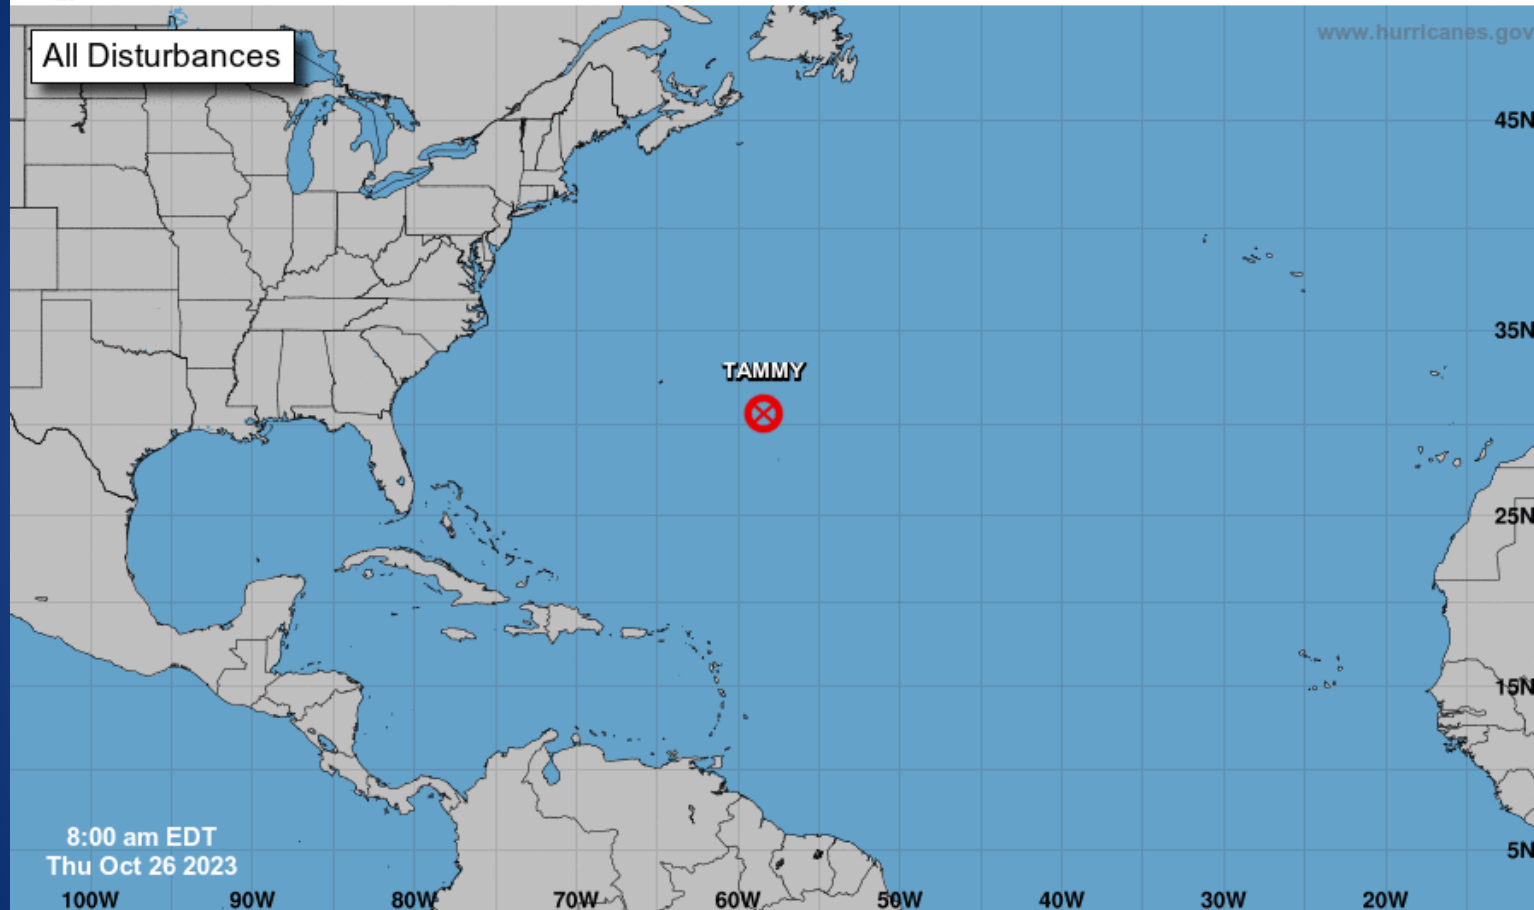 All Disturbances
www.hurricanes.gov
45N
35N
TAMMY
25N
15N
8:00 am EDT
Thu Oct 26 2023
5N
100W 90W 80W 70W 60W 50W 40W 30W 20W